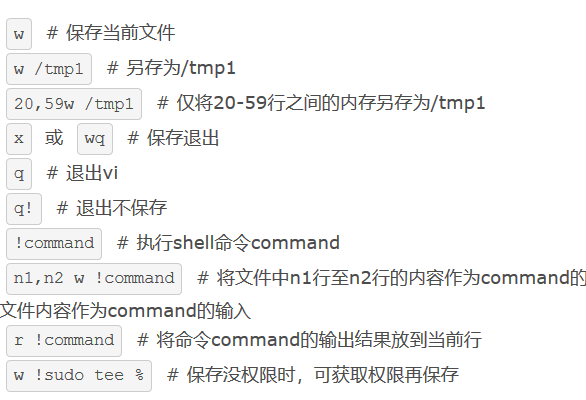 w # 保存当前文件
w /tmp1 # 另存为/tmp1
20,59w /tmp1 # 仅将20-59行之间的内存另存为/tmp1
x 或 wq # 保存退出
q # 退出vi
q! # 退出不保存
!command # 执行shell命令command
n1,n2 w !command # 将文件中n1行至n2行的内容作为command的
文件内容作为command的输入
r !command # 将命令command的输出结果放到当前行
w !sudo tee % # 保存没权限时，可获取权限再保存